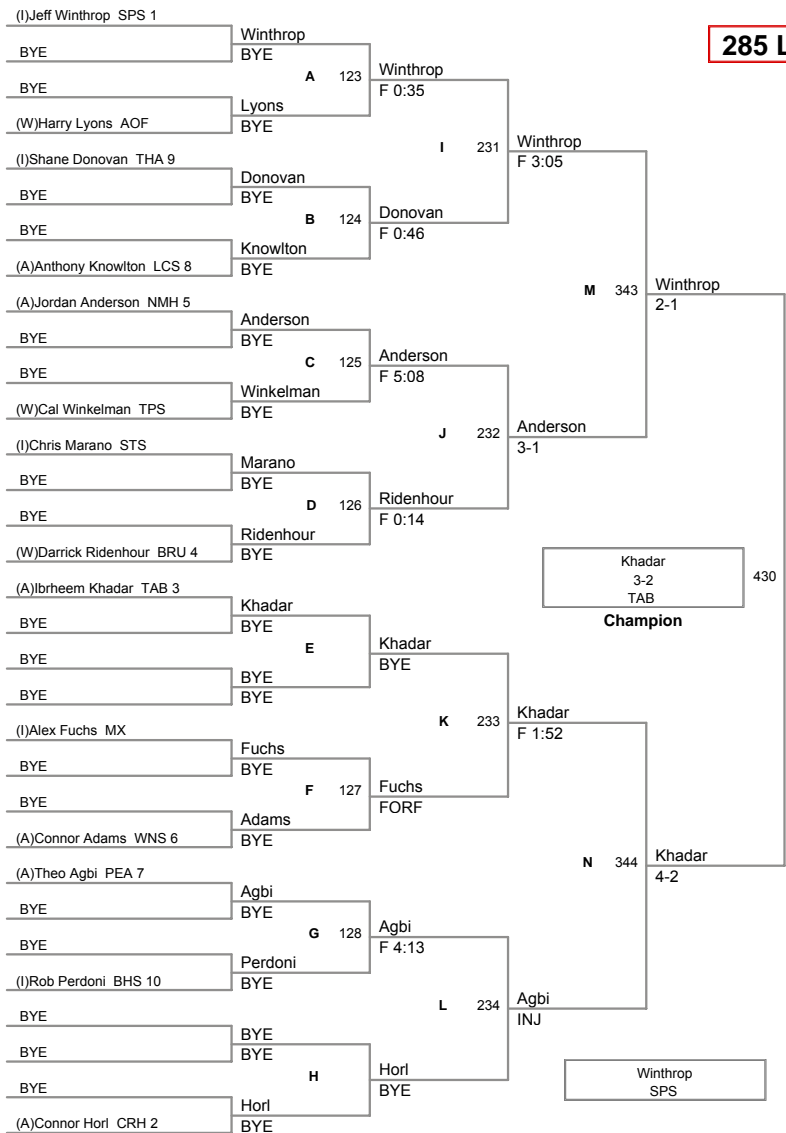 (I)Jeff Winthrop SPS 1
BYE
BYE
(W)Harry Lyons AOF
(I)Shane Donovan THA 9
BYE
BYE
(A)Anthony Knowlton LCS 8
(A)Jordan Anderson NMH 5
BYE
BYE
(W)Cal Winkelman TPS
(I)Chris Marano STS
BYE
BYE
(W)Darrick Ridenhour BRU 4
(A)Ibrheem Khadar TAB 3
BYE
BYE
BYE
(I)Alex Fuchs MX
BYE
BYE
(A)Connor Adams WNS 6
(A)Theo Agbi PEA 7
BYE
BYE
(I)Rob Perdoni BHS 10
BYE
BYE
BYE
(A)Connor Horl CRH 2
Winthrop
BYE
A 123
Lyons
BYE
Donovan
BYE
B 124
Knowlton
BYE
Anderson
BYE
C 125
Winkelman
BYE
Marano
BYE
D 126
Ridenhour
BYE
Khadar
BYE
E
BYE
BYE
Fuchs
BYE
F 127
Adams
BYE
Agbi
BYE
G 128
Perdoni
BYE
BYE
BYE
H
Horl
BYE
Winthrop
F 0:35
I 231
Donovan
F 0:46
Anderson
F 5:08
J 232
Ridenhour
F 0:14
Khadar
BYE
K 233
Fuchs
FORF
Agbi
F 4:13
L 234
Horl
BYE
Winthrop
F 3:05
M 343
Anderson
3-1
Khadar
F 1:52
N 344
Agbi
INJ
285 L
Winthrop
2-1
Khadar
3-2
TAB
430
Champion
Khadar
4-2
Winthrop
SPS